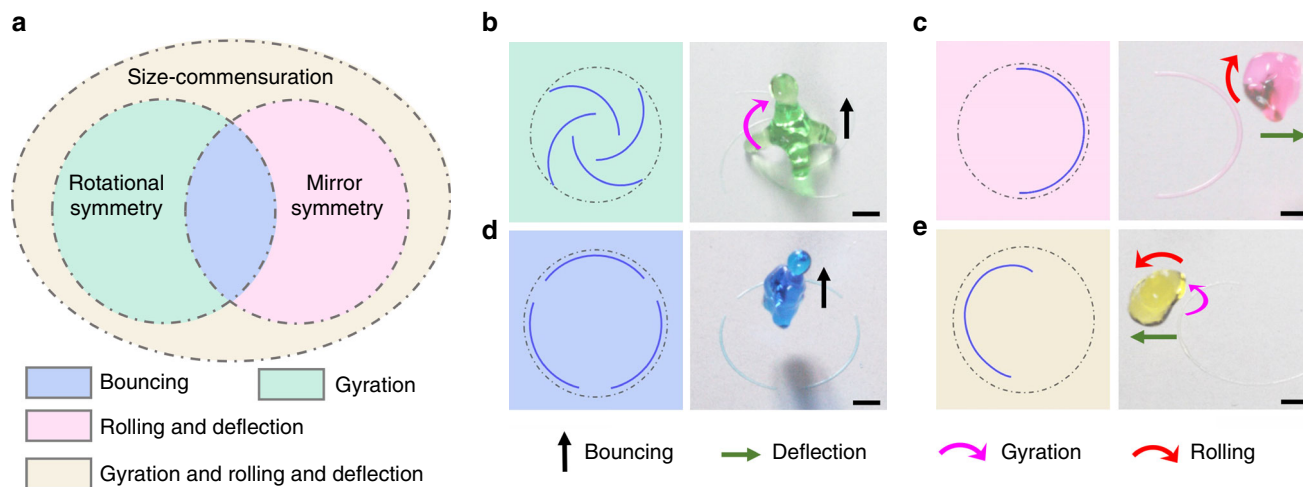 a
Size-commensuration
Rotational
symmetry
Mirror
symmetry
Bouncing
Gyration
Rolling and deflection
Gyration and rolling and deflection
b
c
d
e
Bouncing
Deflection
Gyration
Rolling